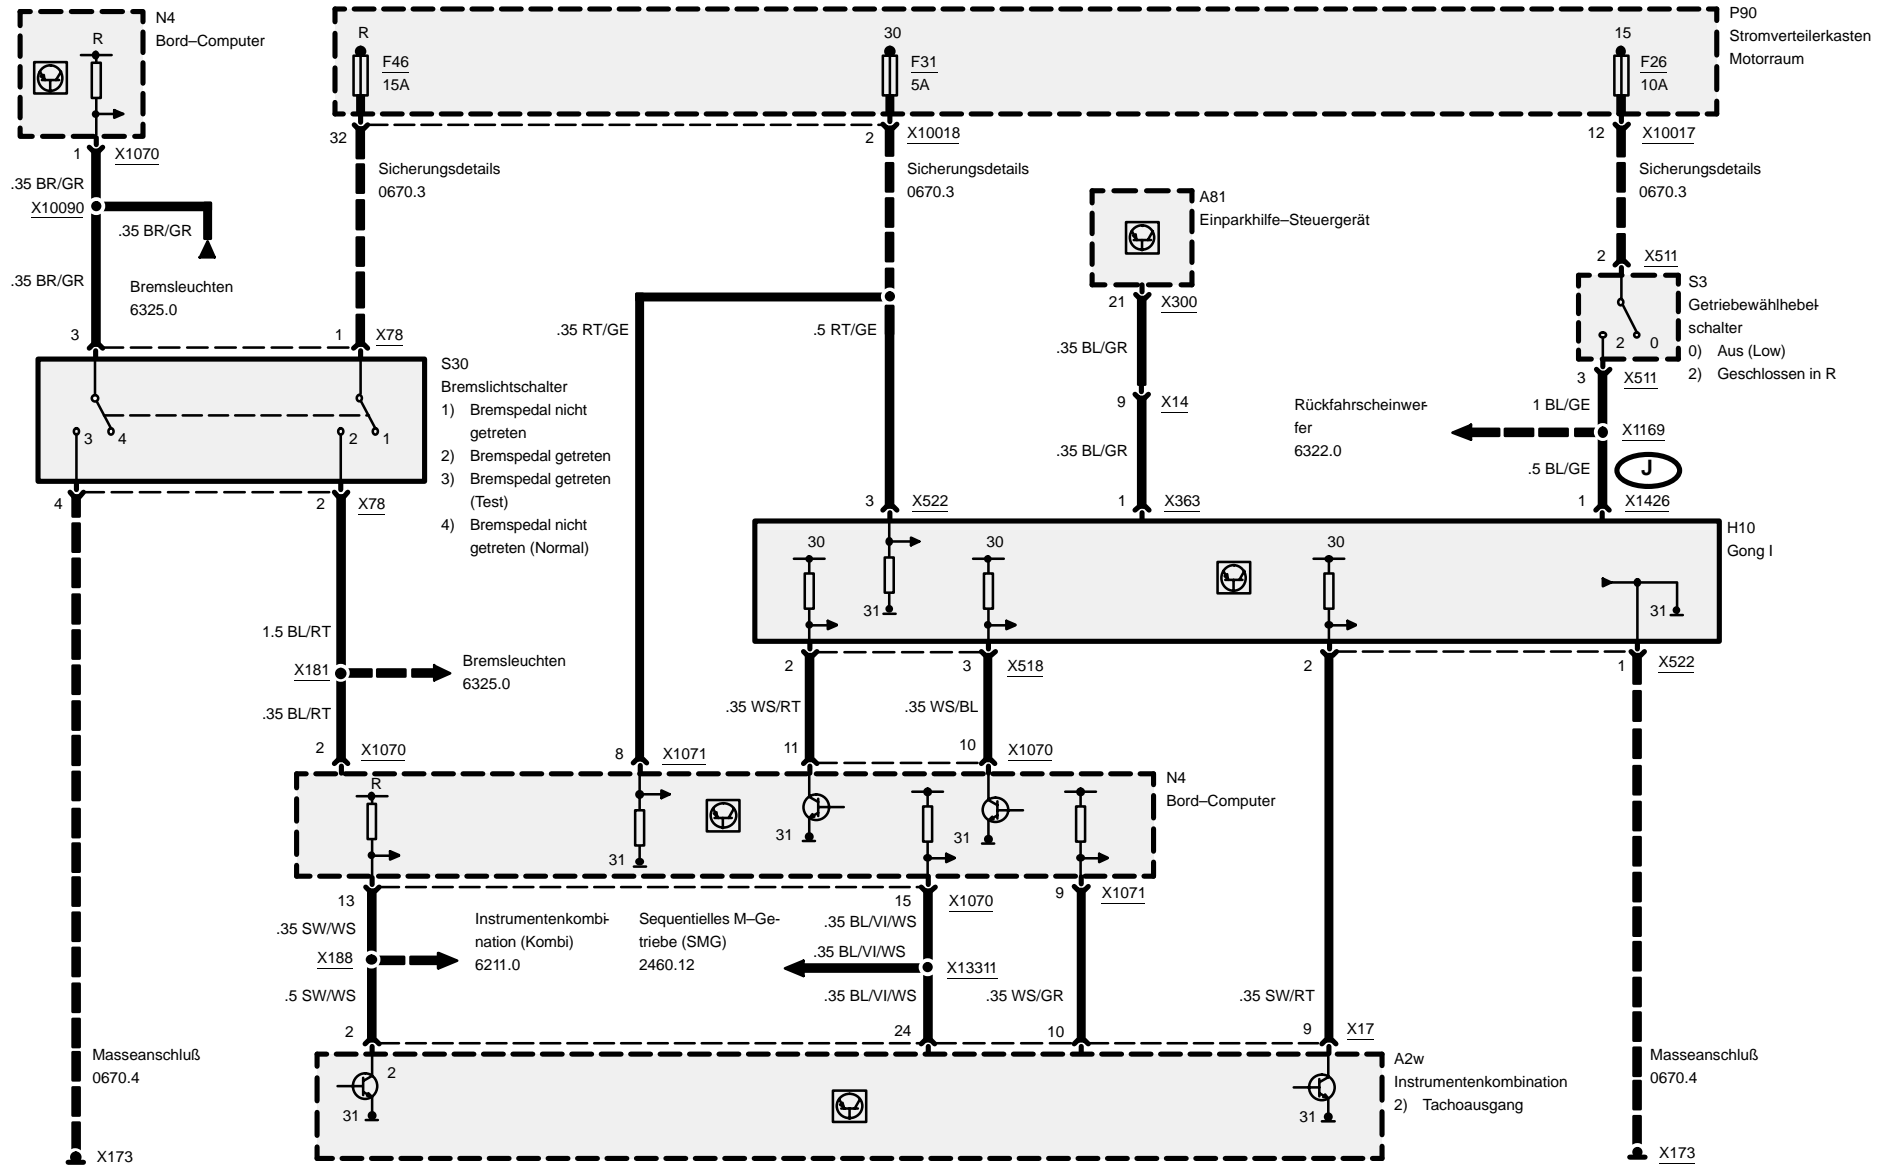 N4
Bord–Computer
R
1
X1070
.35 BR/GR
X10090
.35 BR/GR
.35 BR/GR
Bremsleuchten
6325.0
3
1
X78
P90
Stromverteilerkasten
Motorraum
R
F46
15A
30
F31
5A
15
F26
10A
32
2
X10018
12
X10017
Sicherungsdetails
0670.3
Sicherungsdetails
0670.3
Sicherungsdetails
0670.3
A81
Einparkhilfe–Steuergerät
21
X300
.35 BL/GR
9
X14
.35 BL/GR
1
X363
.35 RT/GE
.5 RT/GE
3
X522
2
X511
S3
Getriebewählhebel-
schalter
0) Aus (Low)
2) Geschlossen in R
2
0
3
X511
1 BL/GE
Rückfahrscheinwer-
fer
6322.0
X1169
.5 BL/GE
J
1
X1426
S30
Bremslichtschalter
1) Bremspedal nicht
getreten
2) Bremspedal getreten
3) Bremspedal getreten
(Test)
4) Bremspedal nicht
getreten (Normal)
3
4
2
1
4
2
X78
H10
Gong I
30
31
30
30
31
1.5 BL/RT
X181
Bremsleuchten
6325.0
.35 BL/RT
2
X1070
2
3
X518
2
1
X522
.35 WS/RT
.35 WS/BL
8
X1071
11
10
X1070
N4
Bord–Computer
R
31
31
31
13
15
X1070
9
X1071
.35 SW/WS
Instrumentenkombi-
nation (Kombi)
6211.0
Sequentielles M–Ge-
triebe (SMG)
2460.12
.35 BL/VI/WS
.35 BL/VI/WS
X188
X13311
.5 SW/WS
.35 BL/VI/WS
.35 WS/GR
.35 SW/RT
2
24
10
9
X17
Masseanschluß
0670.4
Masseanschluß
0670.4
A2w
Instrumentenkombination
2) Tachoausgang
2
31
31
X173
X173